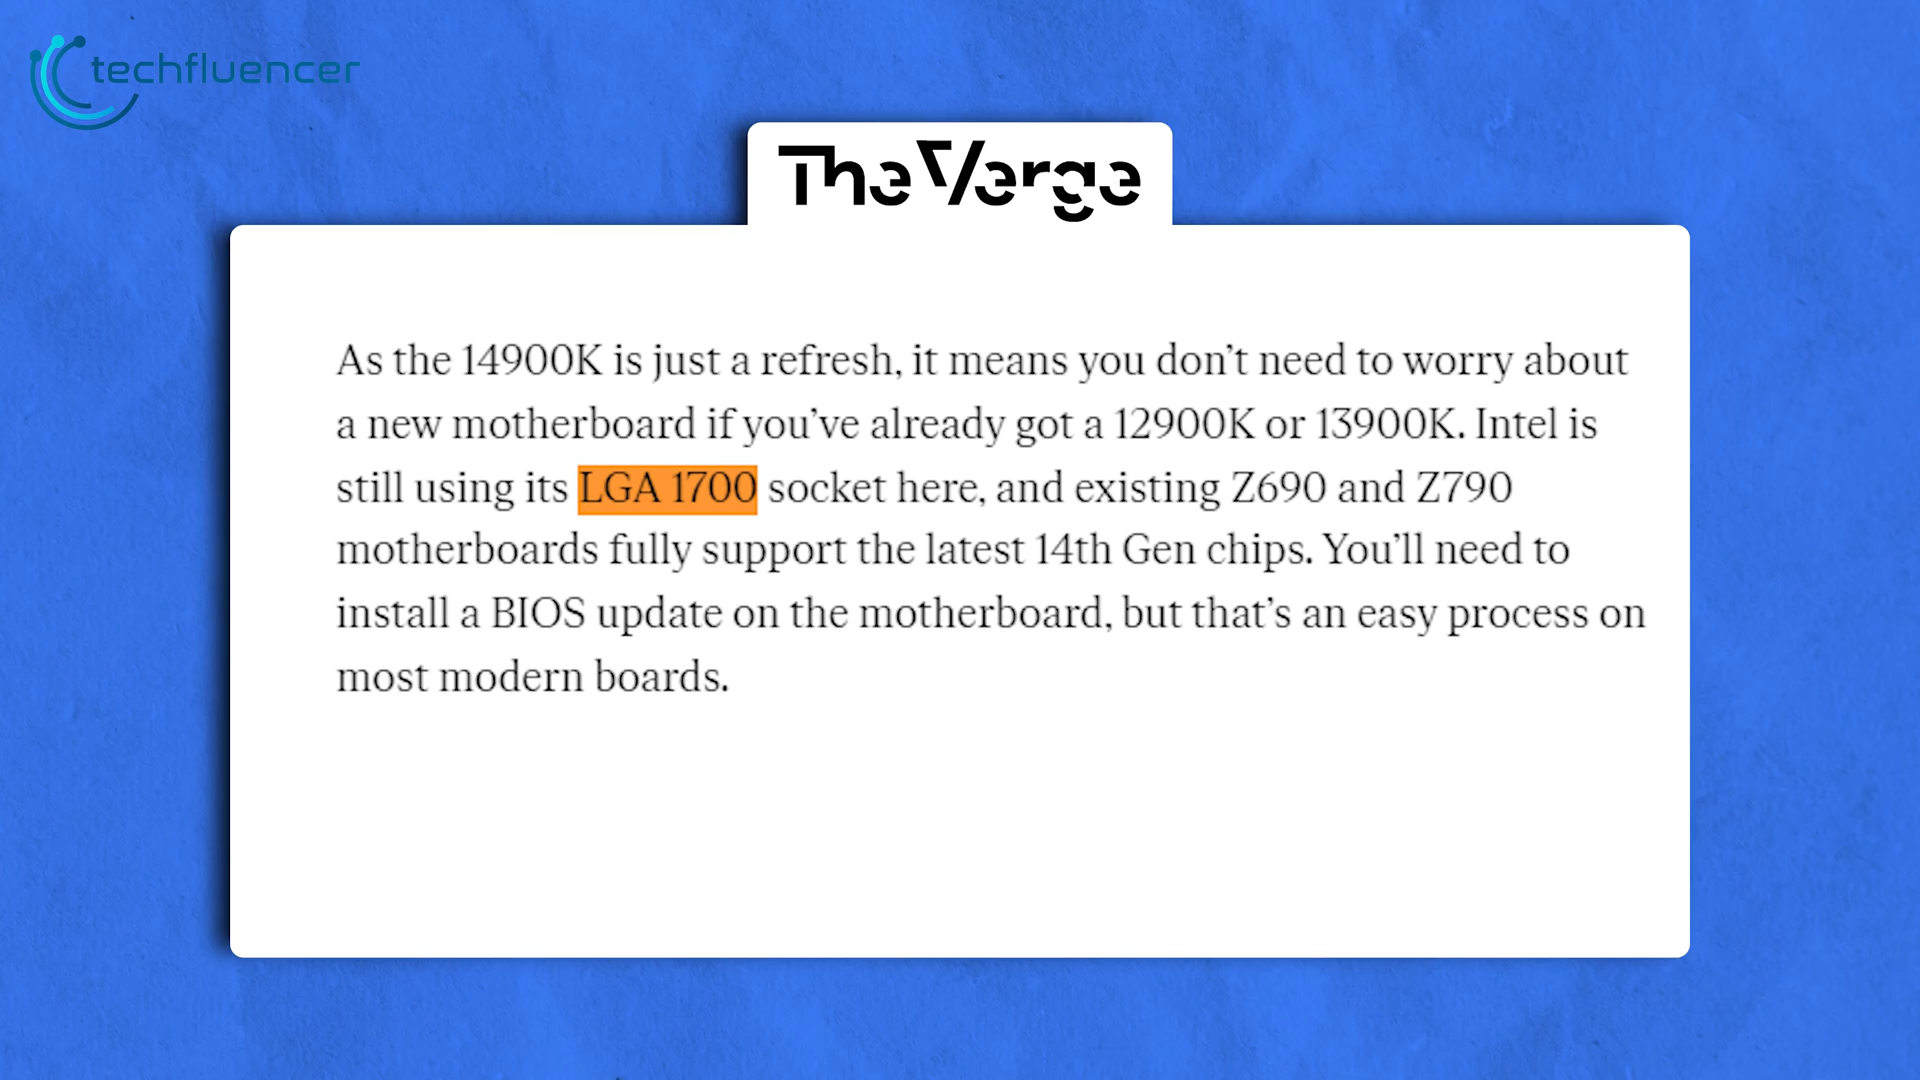 techfluencer
The Verge
As the 14900K is just a refresh, it means you don’t need to worry about
a new motherboard if you’ve already got a 12900K or 13900K. Intel is
still using its LGA 1700 socket here, and existing Z690 and Z790
motherboards fully support the latest 14th Gen chips. You’ll need to
install a BIOS update on the motherboard, but that’s an easy process on
most modern boards.